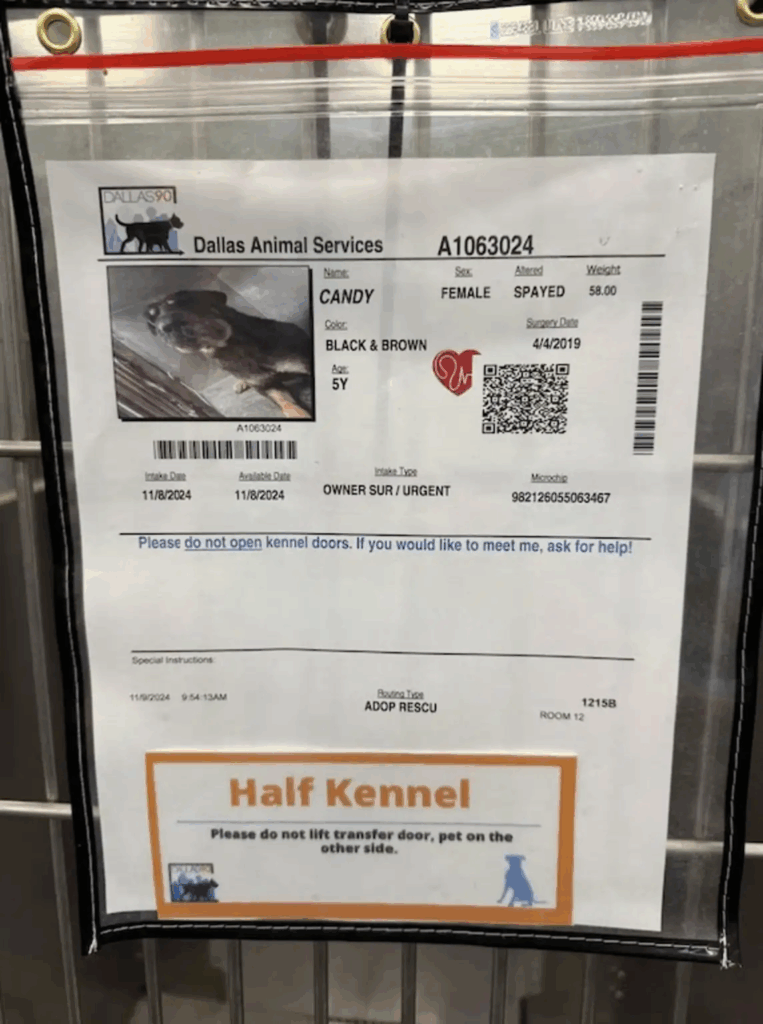 DALLAS90
Dallas Animal Services A1063024
Name: Sex: Altered Weight
CANDY FEMALE SPAYED 58.00
Color: Surgery Date
BLACK & BROWN 4/4/2019
Age:
5Y
A1063024
Intake Date Available Date Intake Type Microchip
11/8/2024 11/8/2024 OWNER SUR / URGENT 982126055063467
Please do not open kennel doors. If you would like to meet me, ask for help!
Special Instructions:
11/9/2024 9:54:13AM Routing Type 1215B
ADOP RESCU ROOM 12
Half Kennel
Please do not lift transfer door, pet on the
other side.
DALLAS90